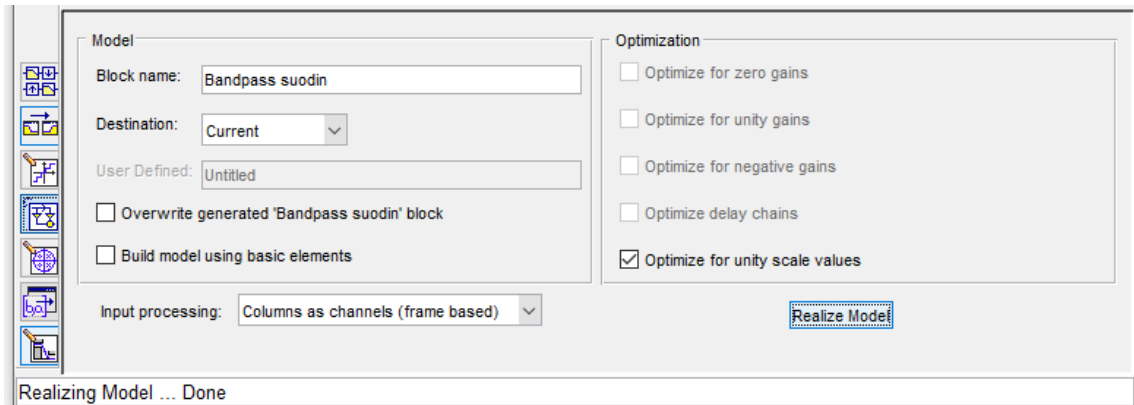 Model
Block name: Bandpass suodin
Destination: Current
User Defined: Untitled
Overwrite generated 'Bandpass suodin' block
Build model using basic elements
Input processing: Columns as channels (frame based)
Optimization
Optimize for zero gains
Optimize for unity gains
Optimize for negative gains
Optimize delay chains
Optimize for unity scale values
Realize Model
Realizing Model ... Done